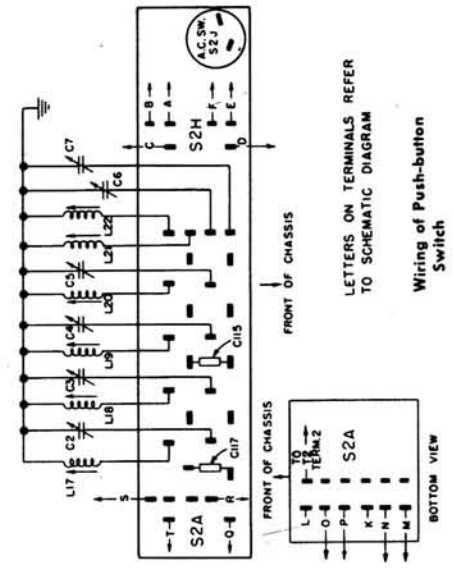 C2
C3
C4
C5
C6
C7
L17
L18
L19
L20
L21
L22
S
T
S2A
Q
R
C117
C115
C
B
A
S2H
F
E
D
A.C. SW.
S2J
FRONT OF CHASSIS
FRONT OF CHASSIS
L
O
P
K
N
M
TO
T2
TERM.2
S2A
BOTTOM VIEW
LETTERS ON TERMINALS REFER
TO SCHEMATIC DIAGRAM
Wiring of Push-button
Switch